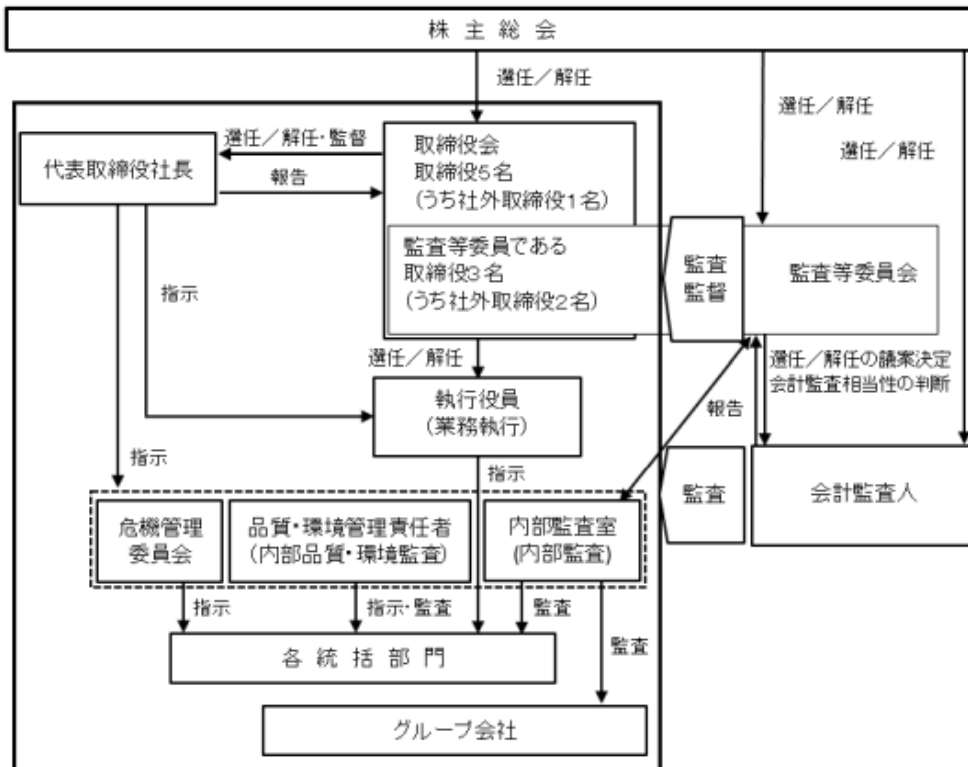 株主総会
選任／解任
選任／解任
選任／解任
代表取締役社長
選任／解任・監督
報告
取締役会
取締役5名
(うち社外取締役1名)
監査等委員である
取締役3名
(うち社外取締役2名)
監査
監督
監査等委員会
指示
選任／解任
選任／解任の議案決定
会計監査相当性の判断
執行役員
(業務執行)
報告
指示
指示
監査
会計監査人
危機管理
委員会
品質・環境管理責任者
(内部品質・環境監査)
内部監査室
(内部監査)
指示
指示・監査
監査
監査
各統括部門
グループ会社